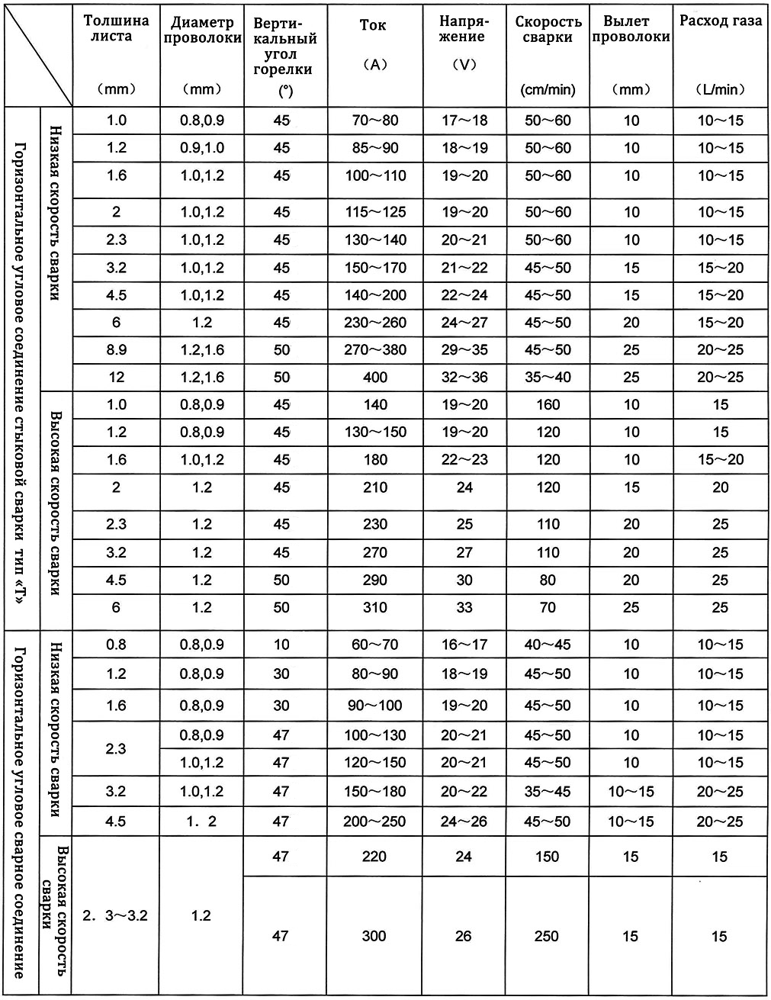 Толшина листа （mm） | Диаметр проволоки （mm） | Верти-кальный угол горелки (°) | Ток （A） | Напря-жение （V） | Скорость сварки (cm/min) | Вылет проволоки （mm） | Расход газа （L/min）
Горизонтальное угловое соединение стыковой сварки тип «Т»
Низкая скорость сварки
1.0 | 0.8,0.9 | 45 | 70～80 | 17～18 | 50～60 | 10 | 10～15
1.2 | 0.9,1.0 | 45 | 85～90 | 18～19 | 50～60 | 10 | 10～15
1.6 | 1.0,1.2 | 45 | 100～110 | 19～20 | 50～60 | 10 | 10～15
2 | 1.0,1.2 | 45 | 115～125 | 19～20 | 50～60 | 10 | 10～15
2.3 | 1.0,1.2 | 45 | 130～140 | 20～21 | 50～60 | 10 | 10～15
3.2 | 1.0,1.2 | 45 | 150～170 | 21～22 | 45～50 | 15 | 15～20
4.5 | 1.0,1.2 | 45 | 140～200 | 22～24 | 45～50 | 15 | 15～20
6 | 1.2 | 45 | 230～260 | 24～27 | 45～50 | 20 | 15～20
8.9 | 1.2,1.6 | 50 | 270～380 | 29～35 | 45～50 | 25 | 20～25
12 | 1.2,1.6 | 50 | 400 | 32～36 | 35～40 | 25 | 20～25
Высокая скорость сварки
1.0 | 0.8,0.9 | 45 | 140 | 19～20 | 160 | 10 | 15
1.2 | 0.8,0.9 | 45 | 130～150 | 19～20 | 120 | 10 | 15
1.6 | 1.0,1.2 | 45 | 180 | 22～23 | 120 | 10 | 15～20
2 | 1.2 | 45 | 210 | 24 | 120 | 15 | 20
2.3 | 1.2 | 45 | 230 | 25 | 110 | 20 | 25
3.2 | 1.2 | 45 | 270 | 27 | 110 | 20 | 25
4.5 | 1.2 | 50 | 290 | 30 | 80 | 20 | 25
6 | 1.2 | 50 | 310 | 33 | 70 | 25 | 25
Горизонтальное угловое сварное соединение
Низкая скорость сварки
0.8 | 0.8,0.9 | 10 | 60～70 | 16～17 | 40～45 | 10 | 10～15
1.2 | 0.8,0.9 | 30 | 80～90 | 18～19 | 45～50 | 10 | 10～15
1.6 | 0.8,0.9 | 30 | 90～100 | 19～20 | 45～50 | 10 | 10～15
2.3 | 0.8,0.9 | 47 | 100～130 | 20～21 | 45～50 | 10 | 10～15
1.0,1.2 | 47 | 120～150 | 20～21 | 45～50 | 10 | 10～15
3.2 | 1.0,1.2 | 47 | 150～180 | 20～22 | 35～45 | 10～15 | 20～25
4.5 | 1. 2 | 47 | 200～250 | 24～26 | 45～50 | 10～15 | 20～25
Высокая скорость
сварки
2. 3～3.2 | 1.2 | 47 | 220 | 24 | 150 | 15 | 15
47 | 300 | 26 | 250 | 15 | 15